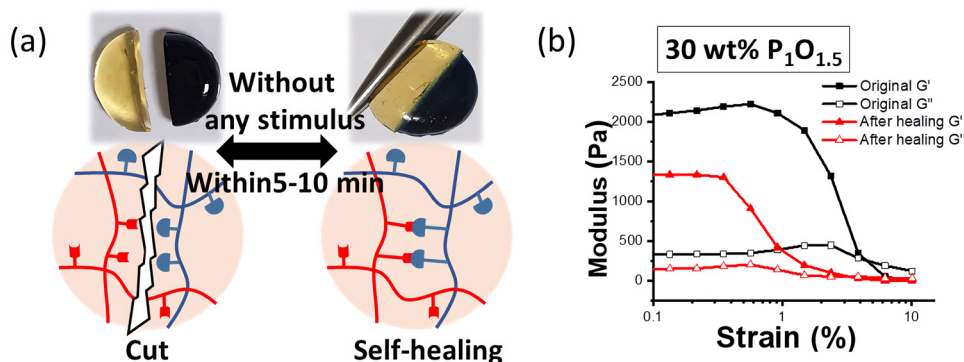 (a)
Without
any stimulus
Within5-10 min
Cut
Self-healing
(b)
30 wt% P₁O₁.₅
Original G'
Original G''
After healing G'
After healing G''
Modulus (Pa)
2500
2000
1500
1000
500
0
0.1
1
10
Strain (%)